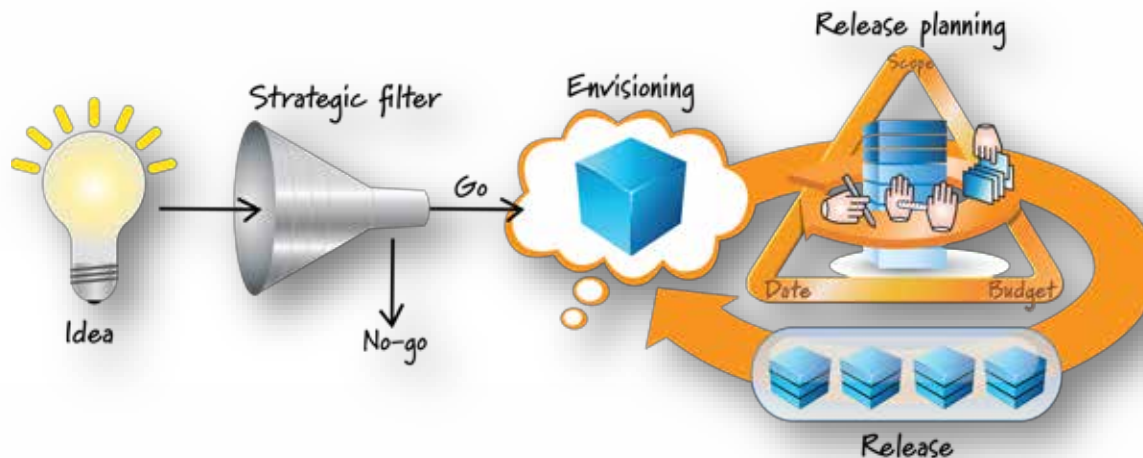 Release planning
Scope
Strategic filter
Envisioning
Go
Date
Budget
Idea
No-go
Release